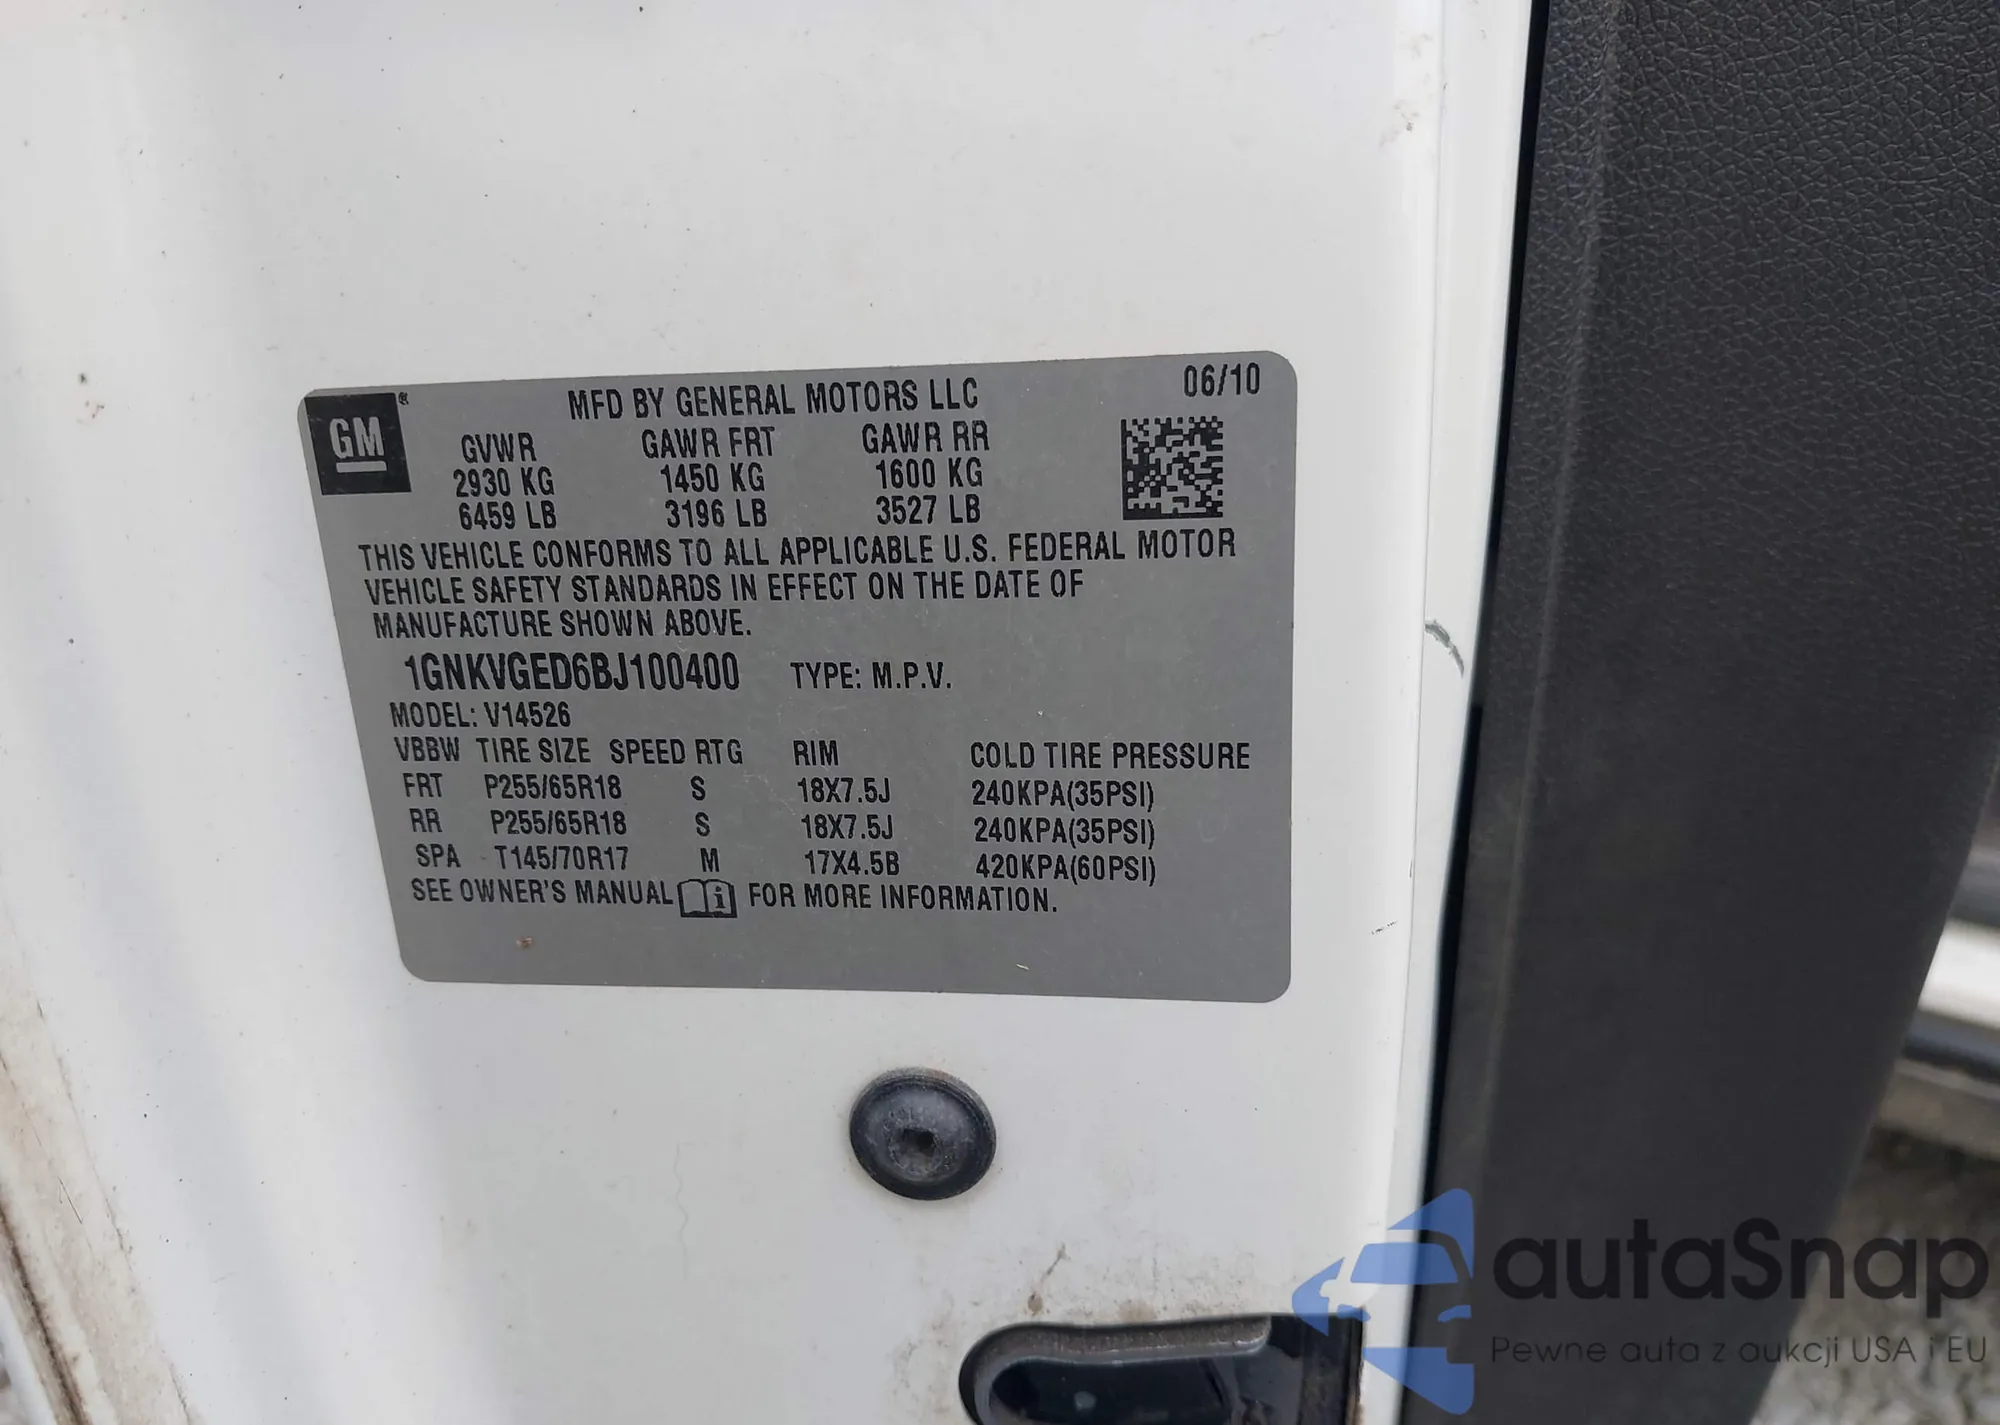 GM®
MFD BY GENERAL MOTORS LLC 06/10
GVWR GAWR FRT GAWR RR
2930 KG 1450 KG 1600 KG
6459 LB 3196 LB 3527 LB
THIS VEHICLE CONFORMS TO ALL APPLICABLE U.S. FEDERAL MOTOR
VEHICLE SAFETY STANDARDS IN EFFECT ON THE DATE OF
MANUFACTURE SHOWN ABOVE.
1GNKVGED6BJ100400 TYPE: M.P.V.
MODEL: V14526
VBBW TIRE SIZE SPEED RTG RIM COLD TIRE PRESSURE
FRT P255/65R18 S 18X7.5J 240KPA(35PSI)
RR P255/65R18 S 18X7.5J 240KPA(35PSI)
SPA T145/70R17 M 17X4.5B 420KPA(60PSI)
SEE OWNER'S MANUAL i FOR MORE INFORMATION.
autaSnap
Pewne auta z aukcji USA i EU